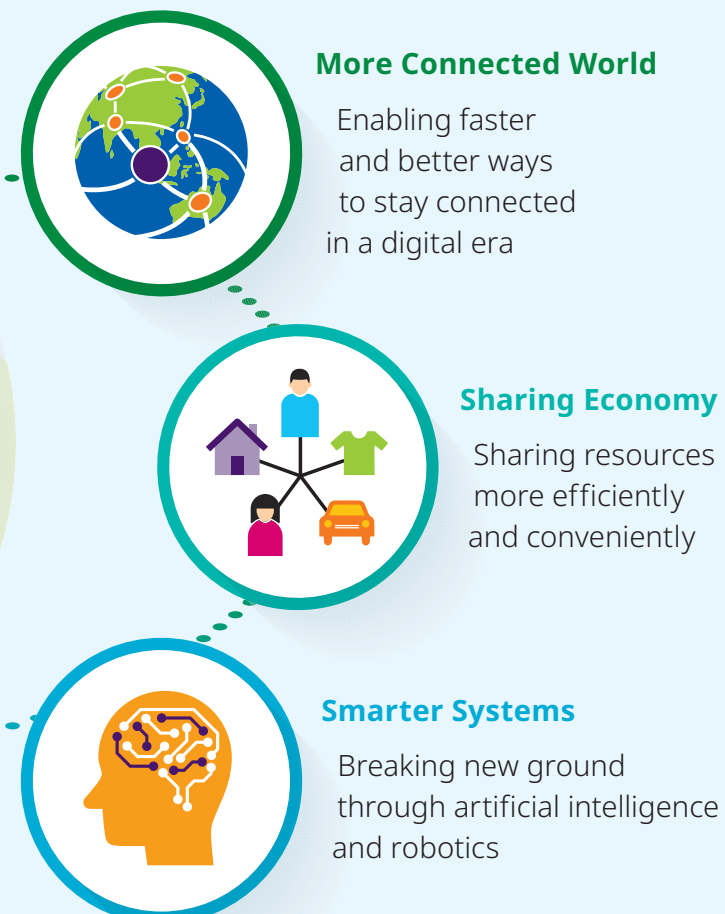 More Connected World
Enabling faster
and better ways
to stay connected
in a digital era
Sharing Economy
Sharing resources
more efficiently
and conveniently
Smarter Systems
Breaking new ground
through artificial intelligence
and robotics